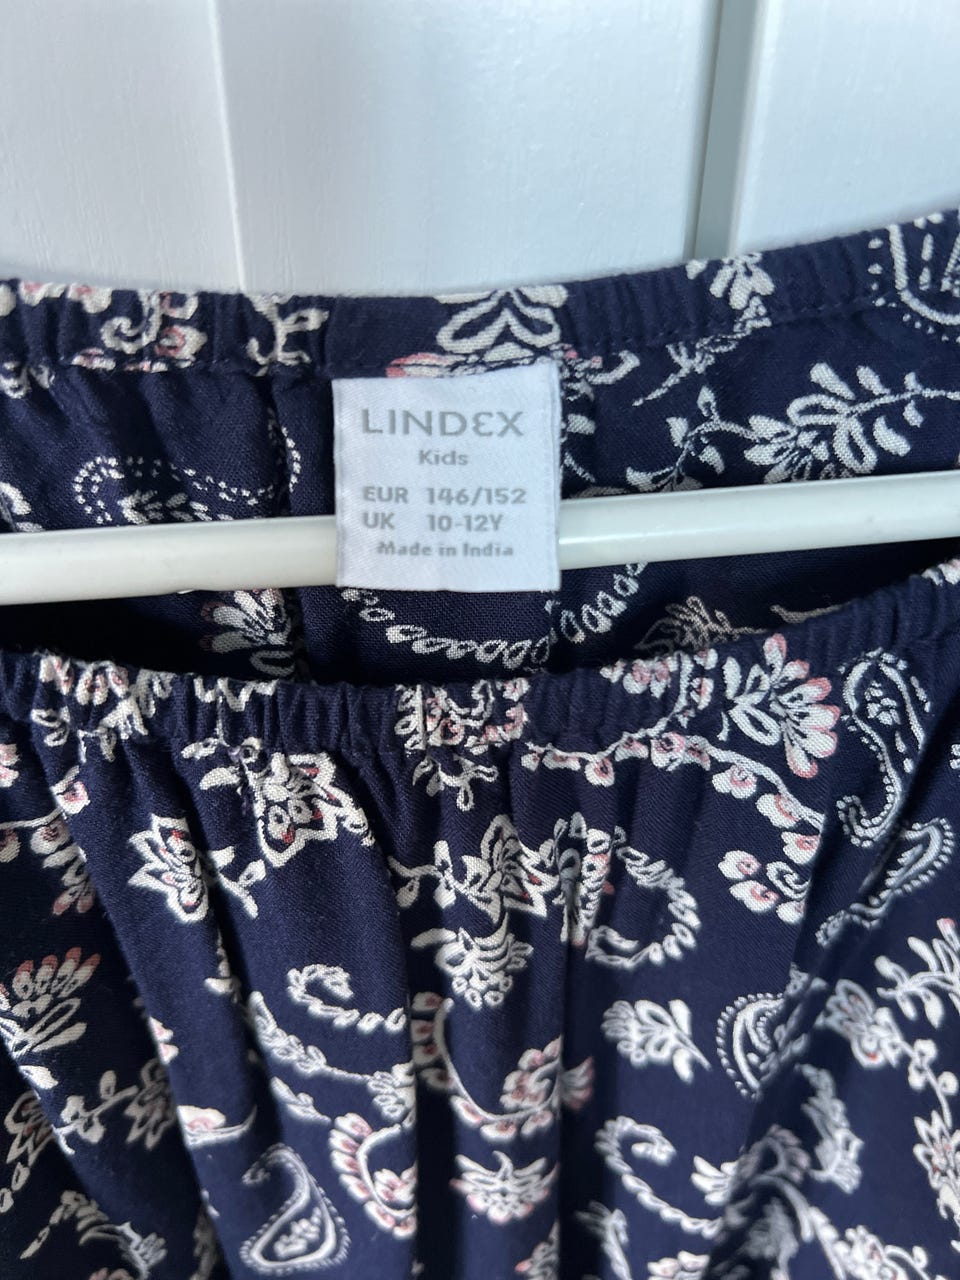 LINDEX
Kids
EUR 146/152
UK 10-12Y
Made in India